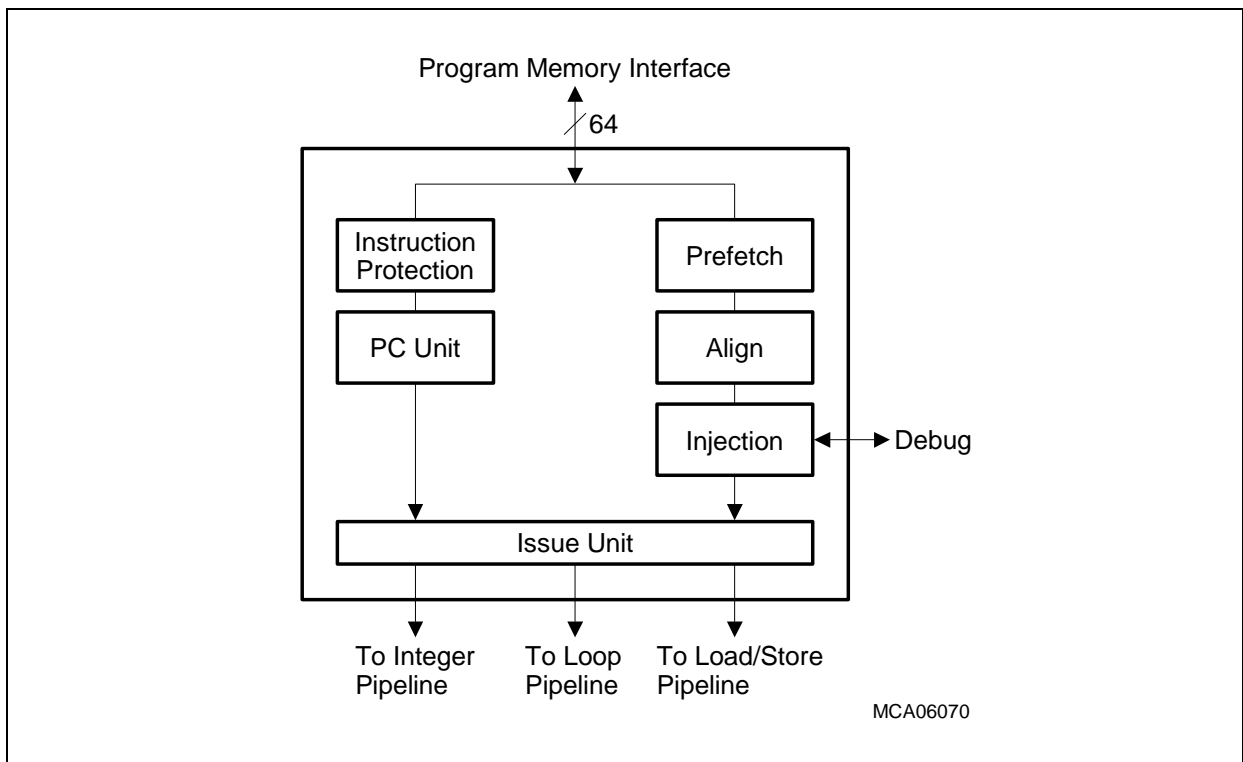 Program Memory Interface
64
Instruction
Protection
Prefetch
PC Unit
Align
Injection
Debug
Issue Unit
To Integer
Pipeline
To Loop
Pipeline
To Load/Store
Pipeline
MCA06070